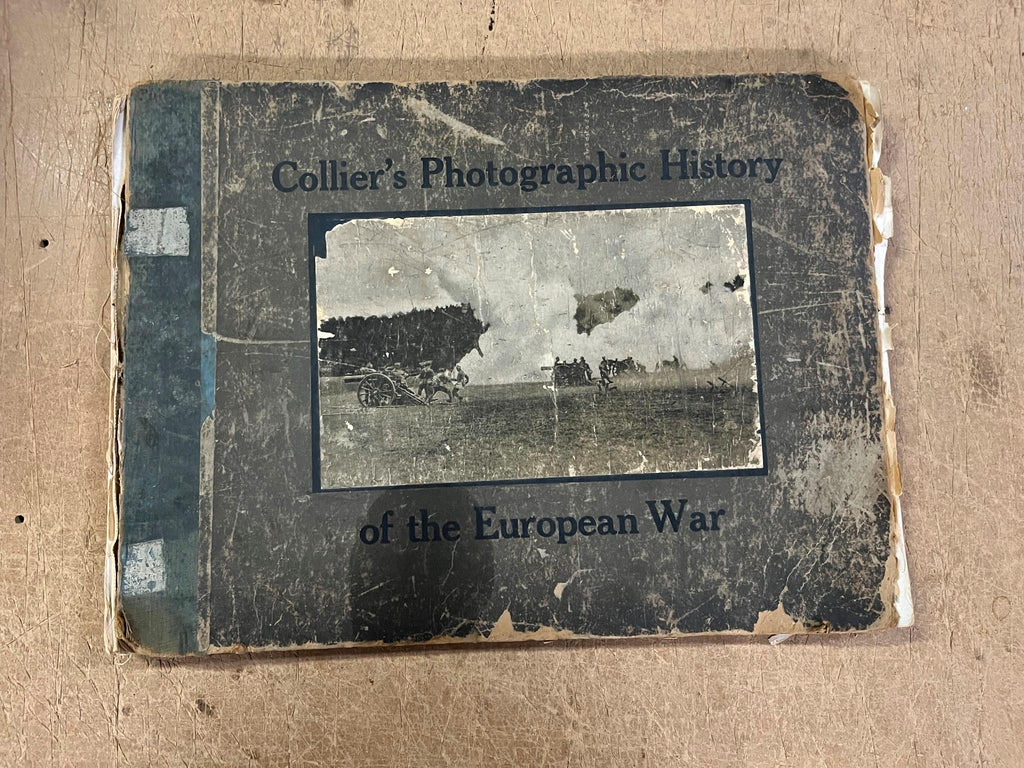 Collier's Photographic History
of the European War